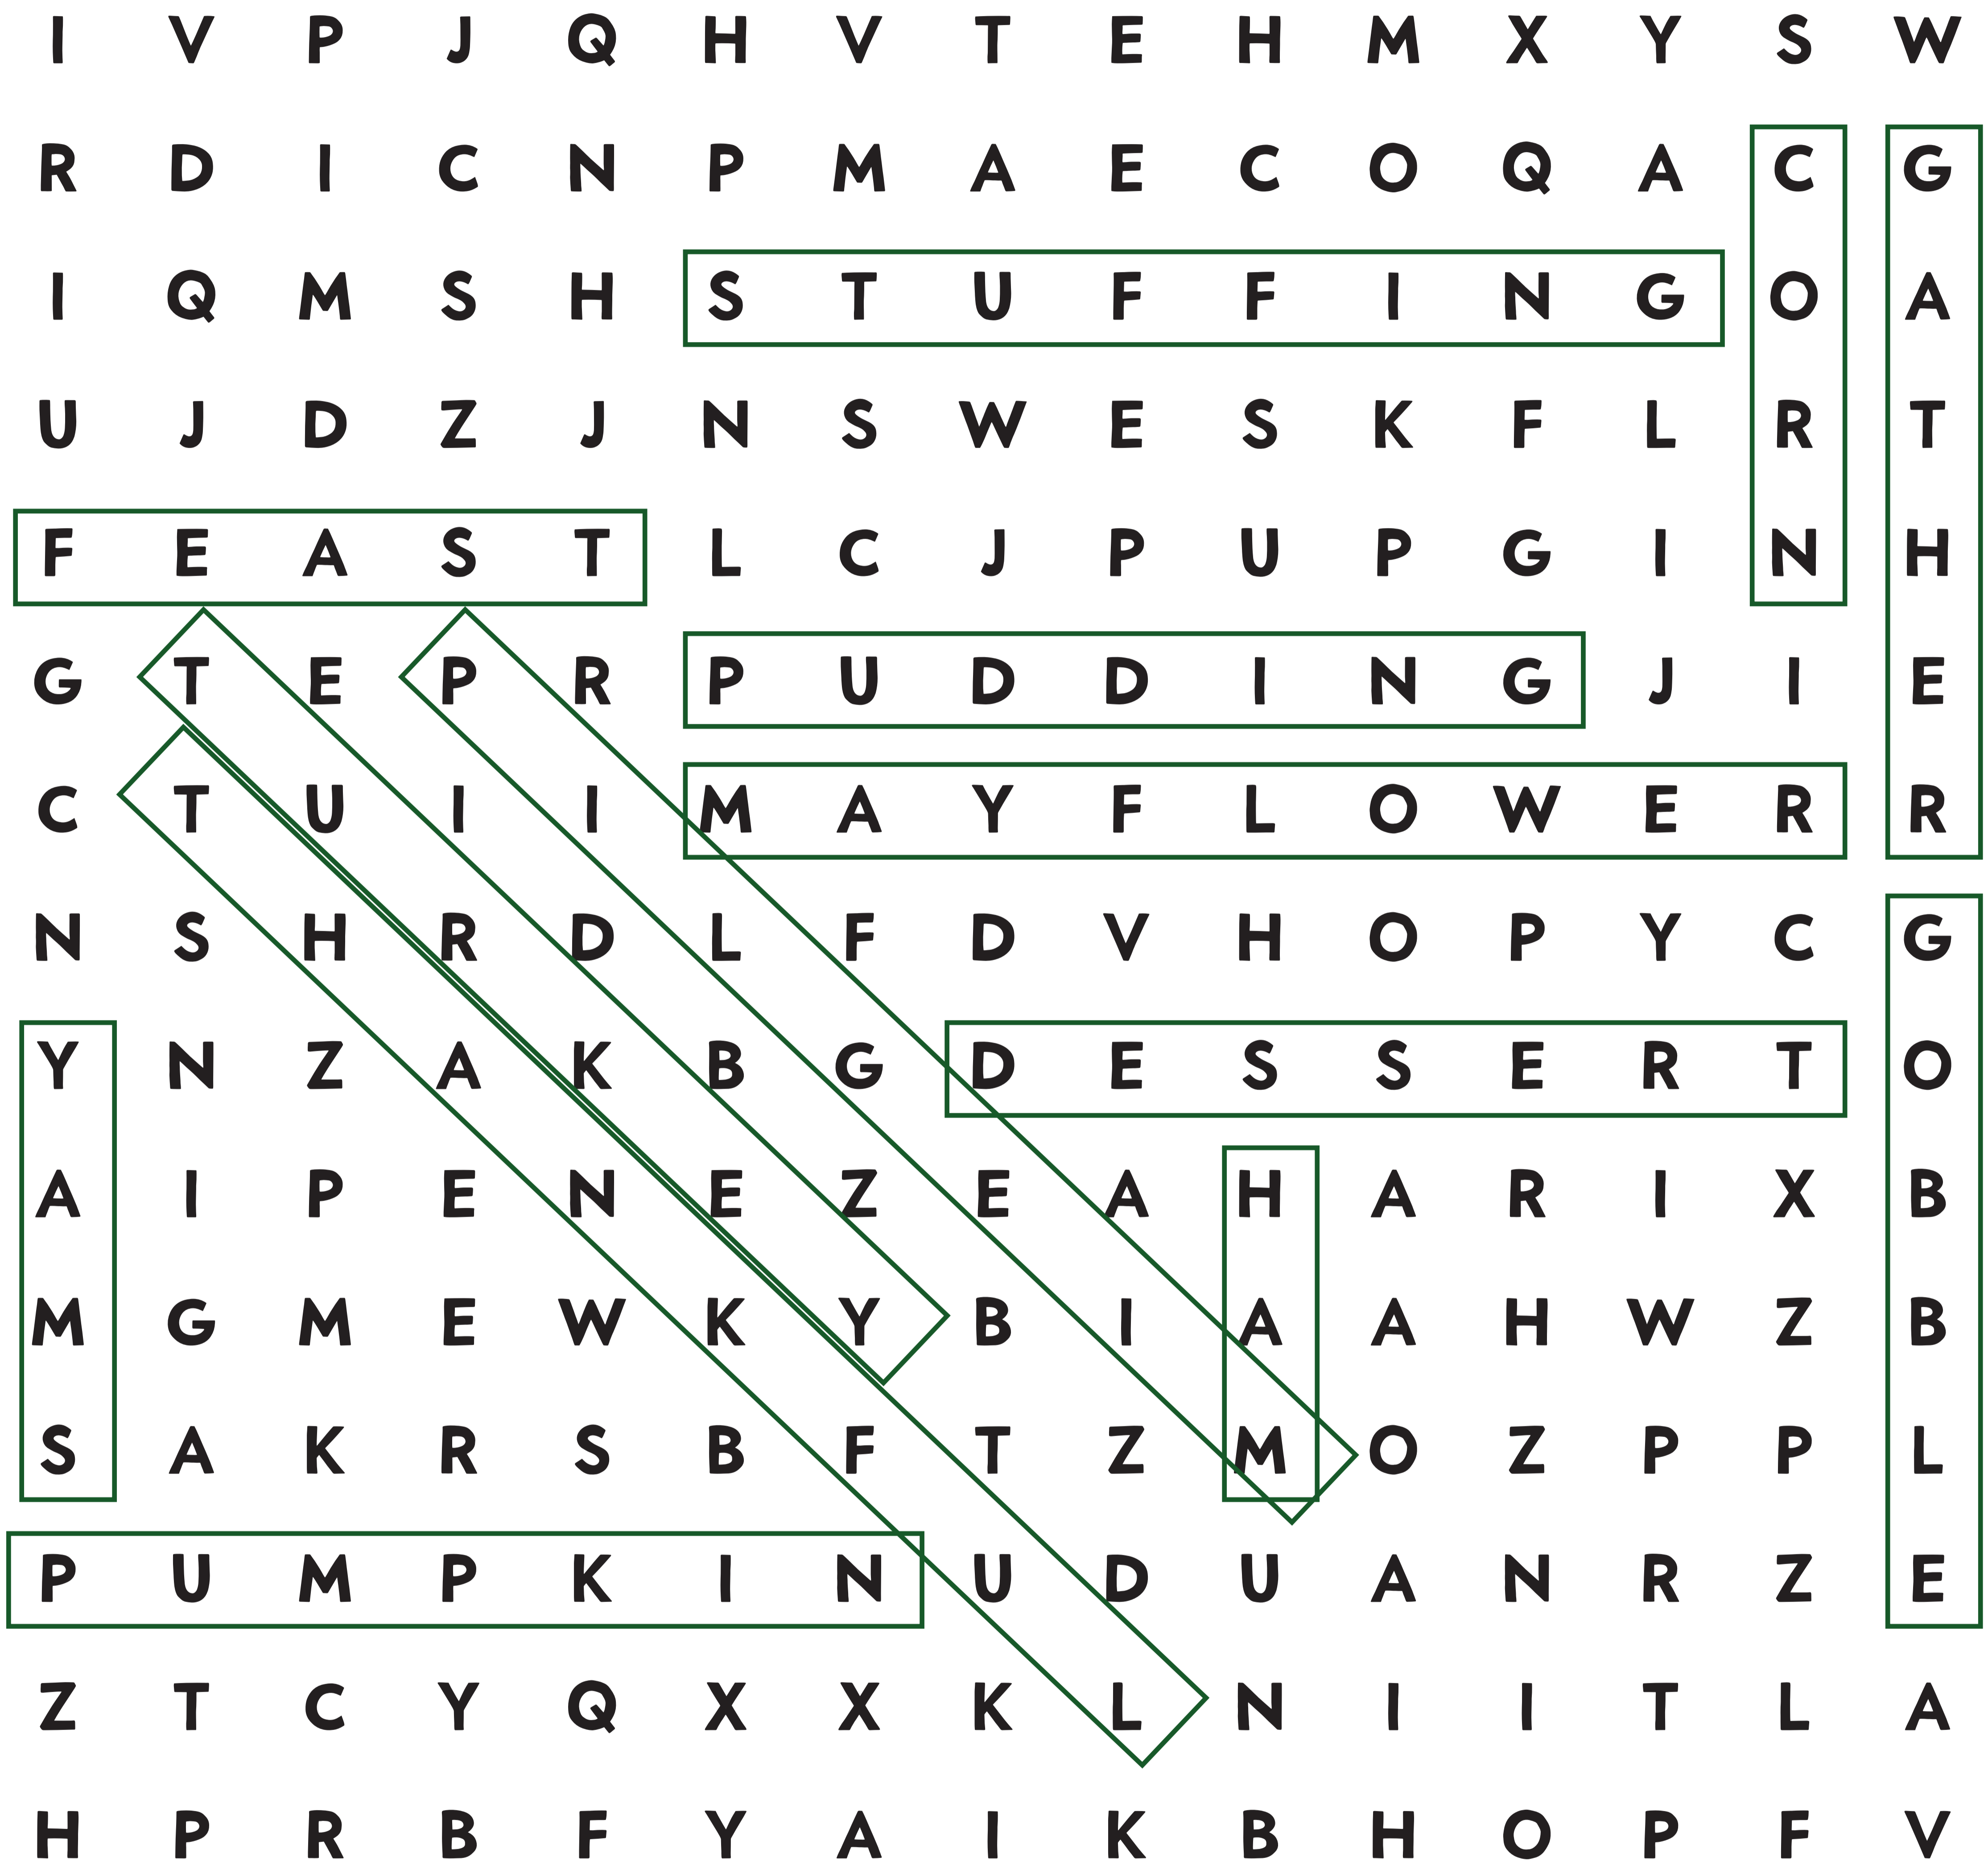 I V P J Q H V T E H M X Y S W
R D I C N P M A E C O Q A C G
I Q M S H S T U F F I N G O A
U J D Z J N S W E S K F L R T
F E A S T L C J P U P G I N H
G T E P R P U D D I N G J I E
C T U I I M A Y F L O W E R R
N S H R D L F D V H O P Y C G
Y N Z A K B G D E S S E R T O
A I P E N E Z E A H A R I X B
M G M E W K Y B I A A H W Z B
S A K R S B F T Z M O Z P P L
P U M P K I N U D U A N R Z E
Z T C Y Q X X K L N I I T L A
H P R B F Y A I K B H O P F V